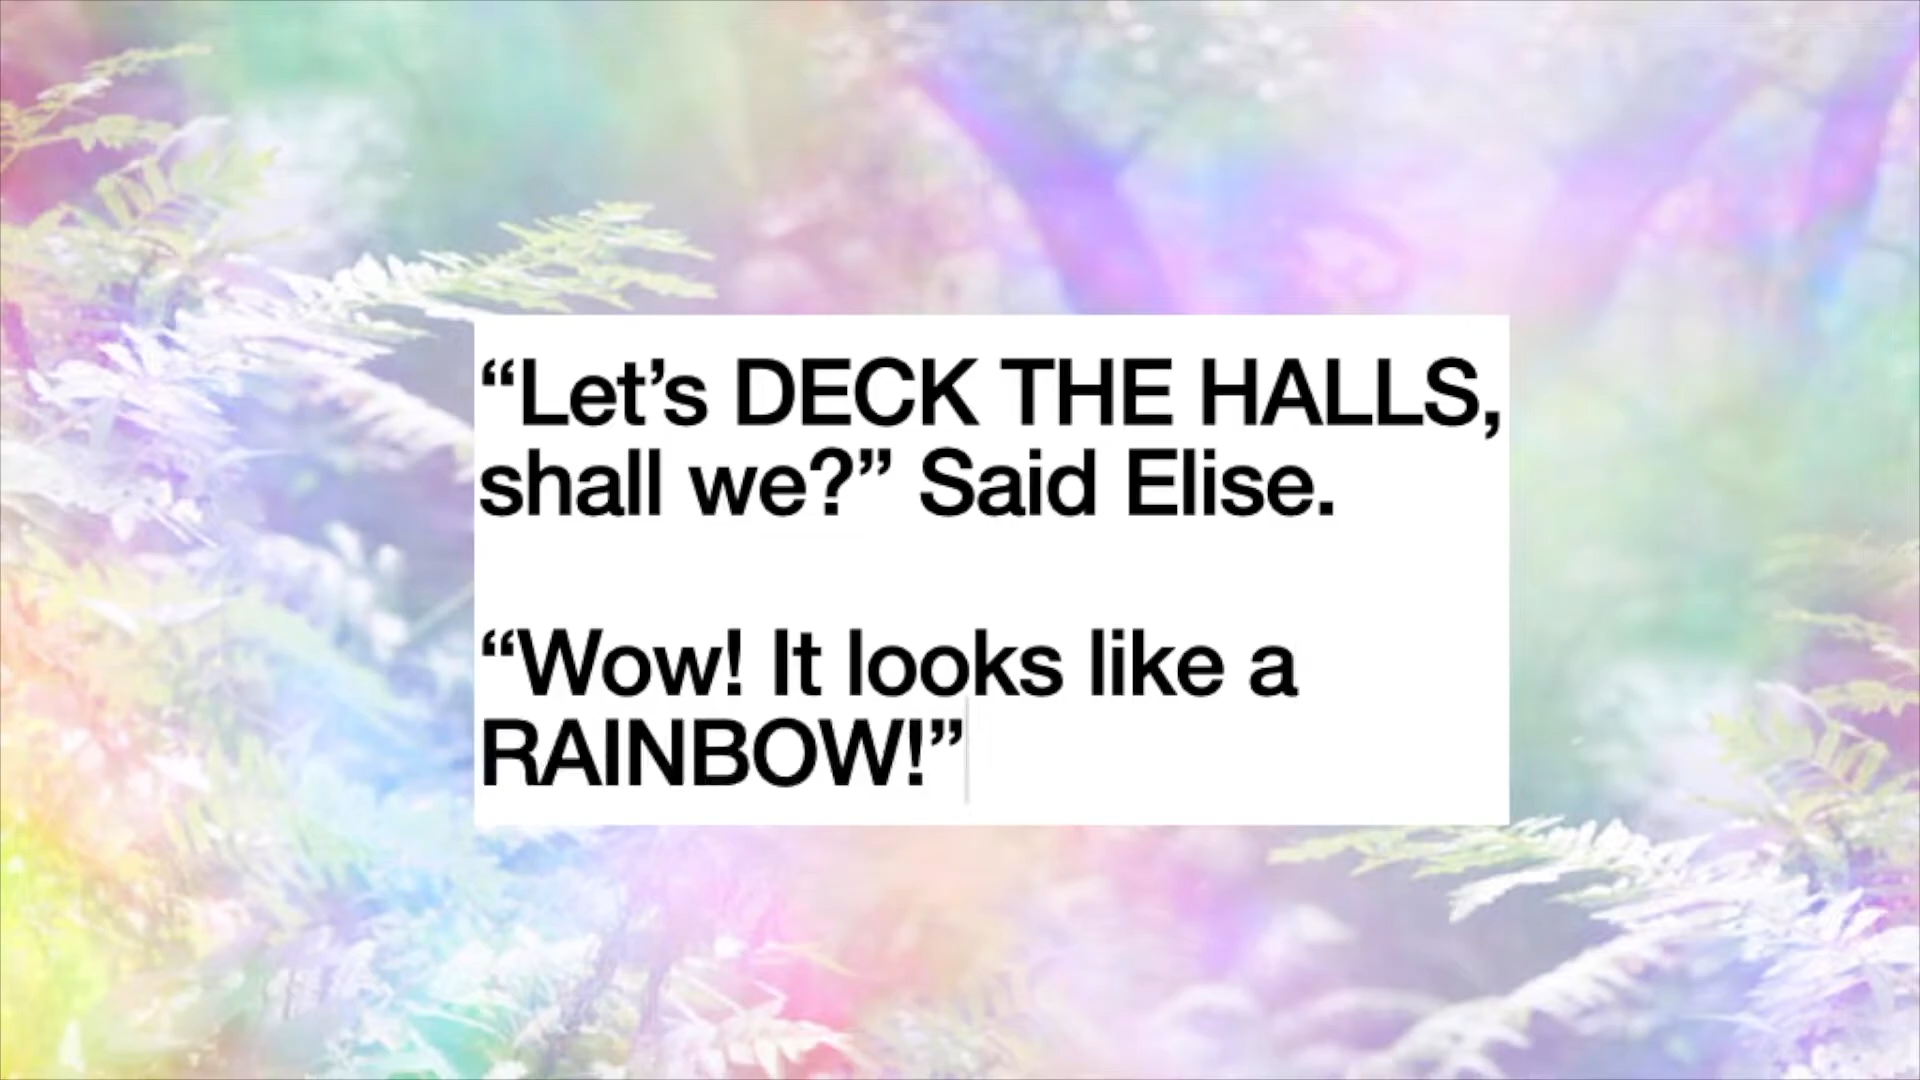 “Let’s DECK THE HALLS,
shall we?” Said Elise.
“Wow! It looks like a
RAINBOW!”